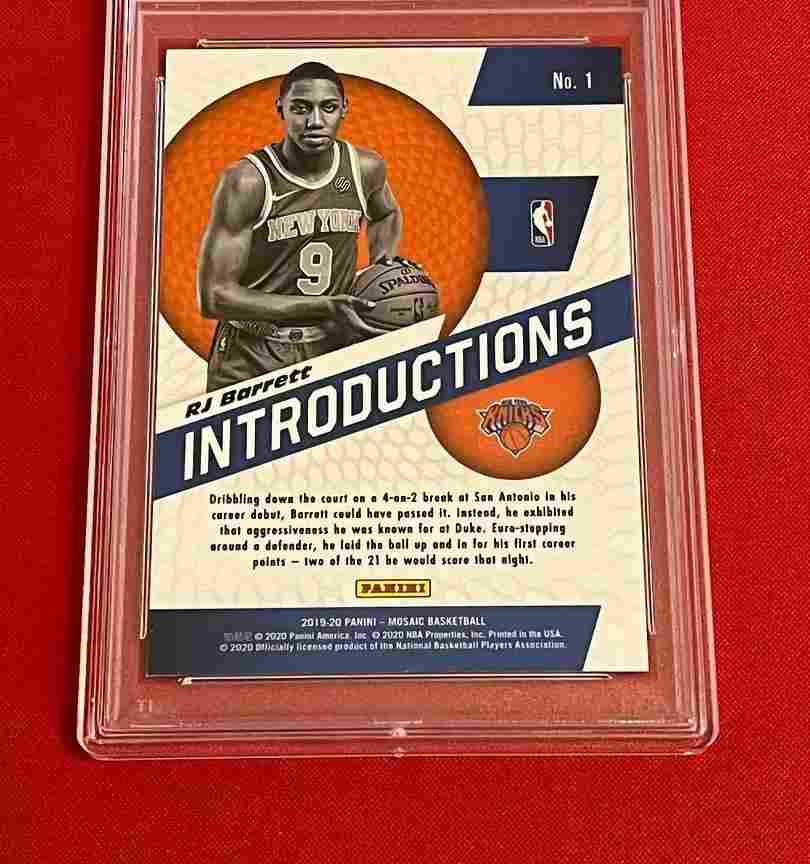 No. 1
NBA
NEW YORK
9
SPALDING
RJ Barrett
INTRODUCTIONS
NEW YORK
KNICKS
Dribbling down the court on a 4-on-2 break at San Antonio in his
career debut, Barrett could have passed it. Instead, he exhibited
that aggressiveness he was known for at Duke. Euro-stepping
around a defender, he laid the ball up and in for his first career
points – two of the 21 he would score that night.
PANINI
2019-20 PANINI – MOSAIC BASKETBALL
© 2020 Panini America, Inc. © 2020 NBA Properties, Inc. Printed in the USA.
© 2020 Officially licensed product of the National Basketball Players Association.